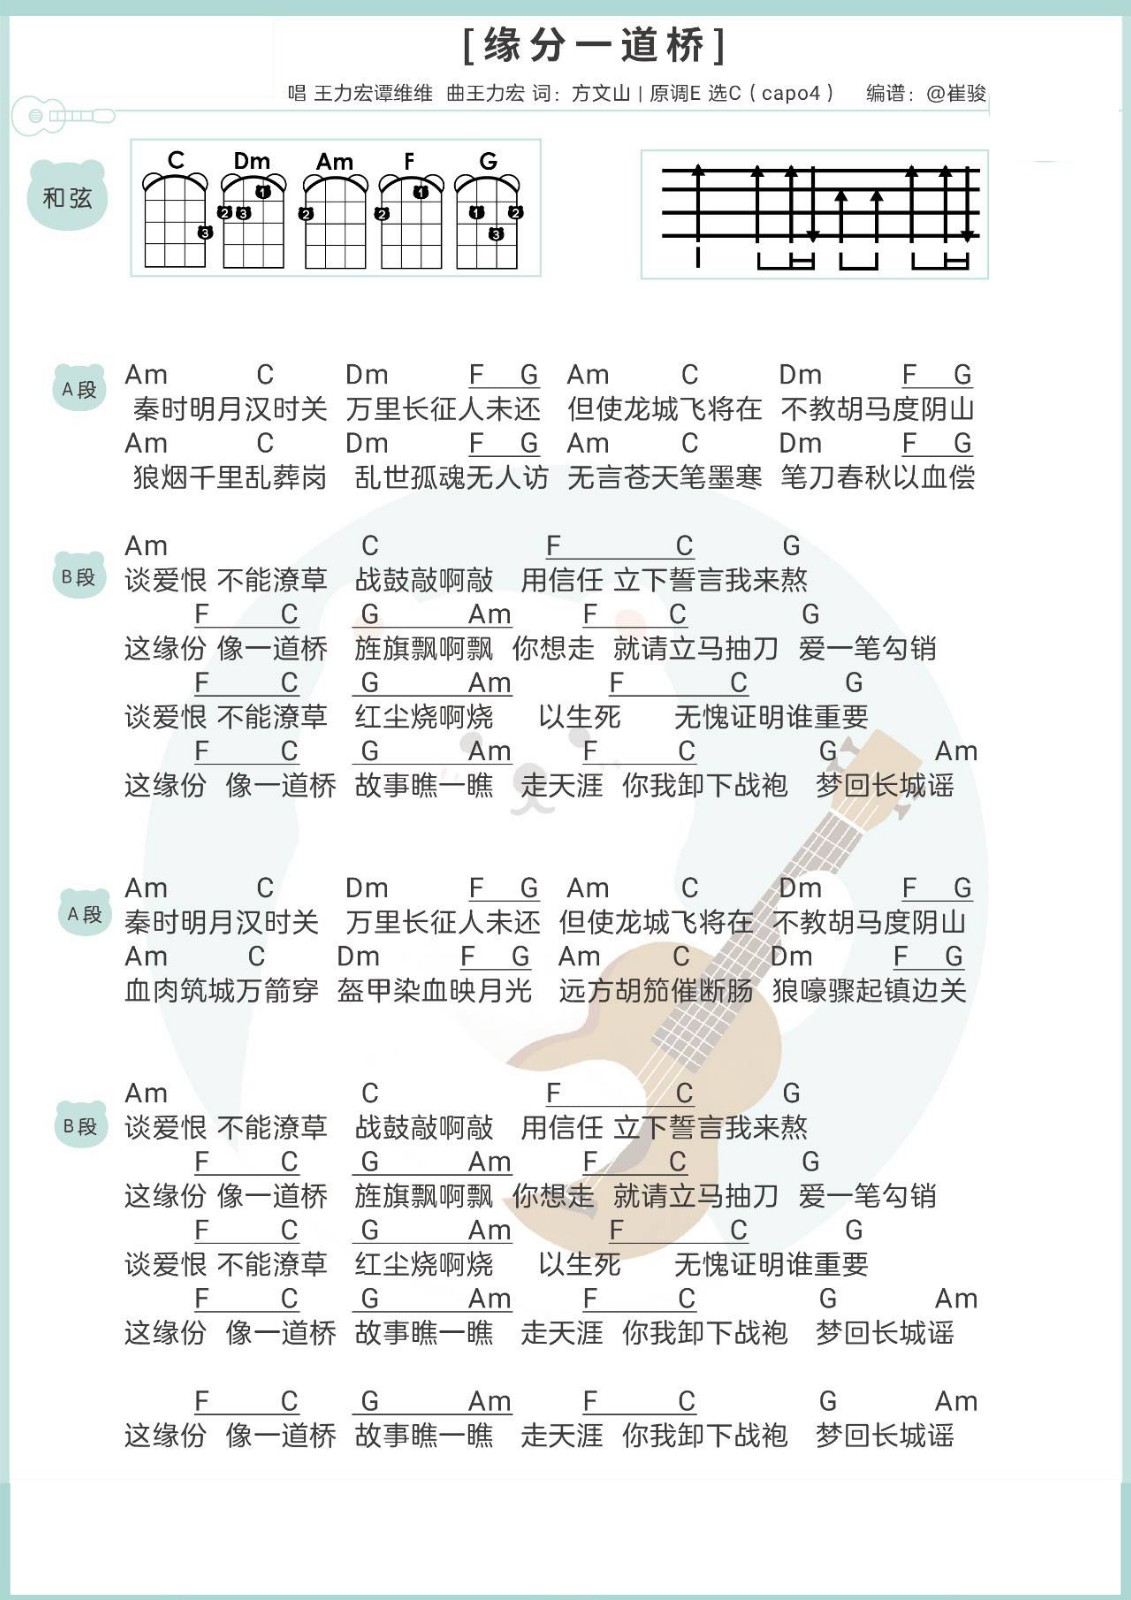 [缘分一道桥]
唱 王力宏谭维维 曲王力宏 词：方文山 | 原调E 选C（capo4） 编谱：@崔骏
和弦
C Dm Am F G
1 1 1
2 3 2 2 2
3 3
A段
Am C Dm F G Am C Dm F G
秦时明月汉时关 万里长征人未还 但使龙城飞将在 不教胡马度阴山
Am C Dm F G Am C Dm F G
狼烟千里乱葬岗 乱世孤魂无人访 无言苍天笔墨寒 笔刀春秋以血偿
B段
Am C F C G
谈爱恨 不能潦草 战鼓敲啊敲 用信任 立下誓言我来熬
F C G Am F C G
这缘份 像一道桥 旌旗飘啊飘 你想走 就请立马抽刀 爱一笔勾销
F C G Am F C G
谈爱恨 不能潦草 红尘烧啊烧 以生死 无愧证明谁重要
F C G Am F C G Am
这缘份 像一道桥 故事瞧一瞧 走天涯 你我卸下战袍 梦回长城谣
A段
Am C Dm F G Am C Dm F G
秦时明月汉时关 万里长征人未还 但使龙城飞将在 不教胡马度阴山
Am C Dm F G Am C Dm F G
血肉筑城万箭穿 盔甲染血映月光 远方胡笳催断肠 狼嚎骤起镇边关
B段
Am C F C G
谈爱恨 不能潦草 战鼓敲啊敲 用信任 立下誓言我来熬
F C G Am F C G
这缘份 像一道桥 旌旗飘啊飘 你想走 就请立马抽刀 爱一笔勾销
F C G Am F C G
谈爱恨 不能潦草 红尘烧啊烧 以生死 无愧证明谁重要
F C G Am F C G Am
这缘份 像一道桥 故事瞧一瞧 走天涯 你我卸下战袍 梦回长城谣
F C G Am F C G Am
这缘份 像一道桥 故事瞧一瞧 走天涯 你我卸下战袍 梦回长城谣